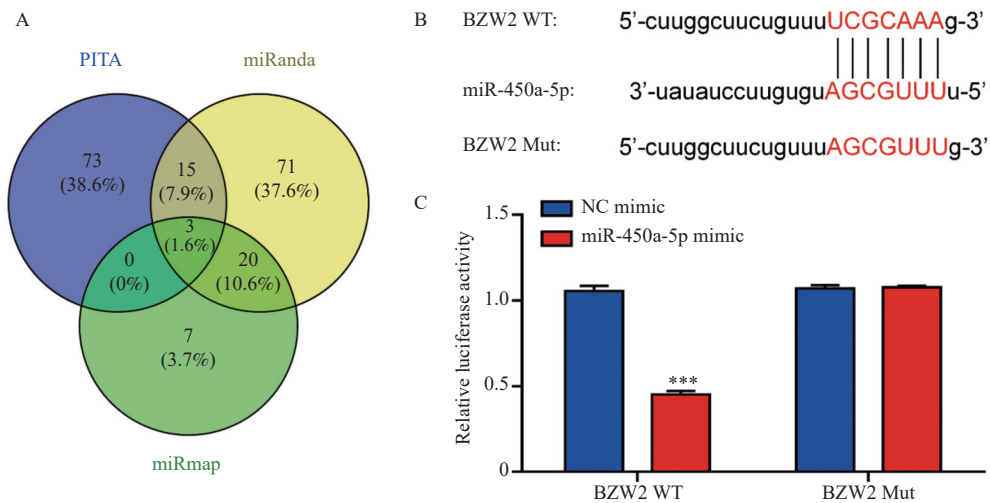 A
PITA
miRanda
73
(38.6%)
15
(7.9%)
71
(37.6%)
3
(1.6%)
0
(0%)
20
(10.6%)
7
(3.7%)
miRmap
B
BZW2 WT: 5’-cuuggcuucuguuuUCGCAAAg-3’
miR-450a-5p: 3’-uauauccuuguguAGCGUUUu-5’
BZW2 Mut: 5’-cuuggcuucuguuuAGCGUUUg-3’
C
NC mimic
miR-450a-5p mimic
Relative luciferase activity
1.5
1.0
0.5
0
***
BZW2 WT
BZW2 Mut